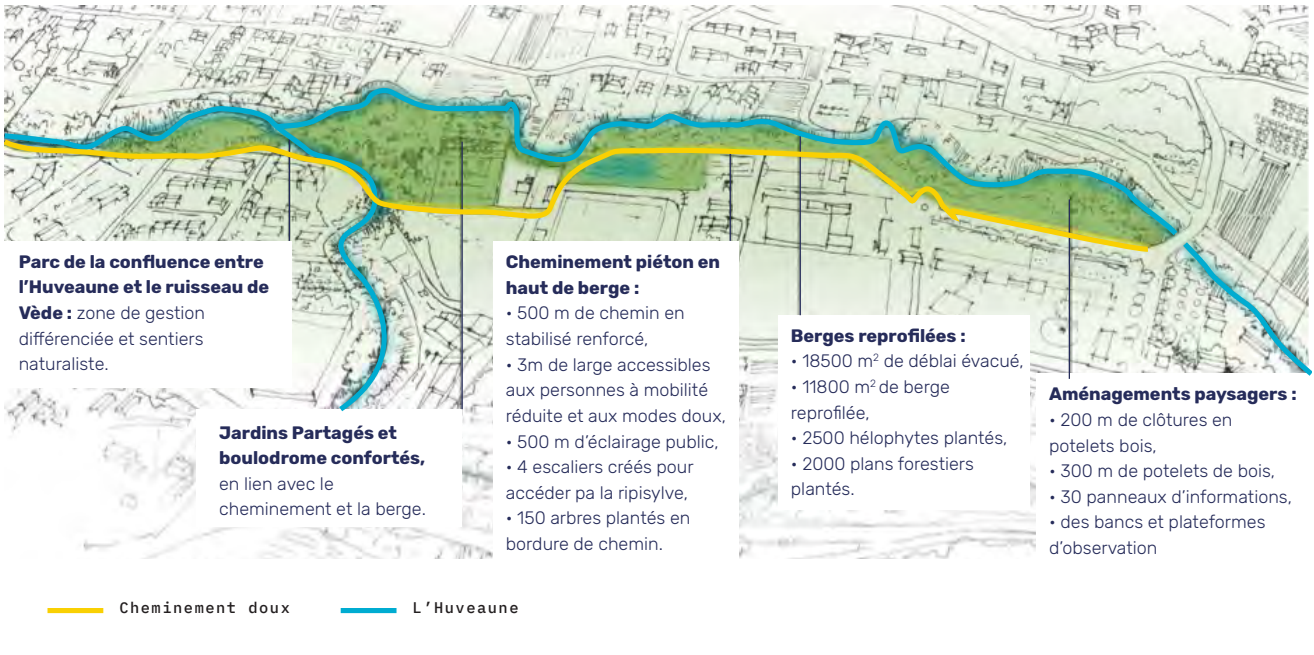 Parc de la confluence entre
l'Huveaune et le ruisseau de
Vède : zone de gestion
différenciée et sentiers
naturaliste.
Jardins Partagés et
boulodrome confortés,
en lien avec le
cheminement et la berge.
Cheminement piéton en
haut de berge :
• 500 m de chemin en
stabilisé renforcé,
• 3m de large accessibles
aux personnes à mobilité
réduite et aux modes doux,
• 500 m d'éclairage public,
• 4 escaliers créés pour
accéder pa la ripisylve,
• 150 arbres plantés en
bordure de chemin.
Berges reprofilées :
• 18500 m² de déblai évacué,
• 11800 m² de berge
reprofilée,
• 2500 hélophytes plantés,
• 2000 plans forestiers
plantés.
Aménagements paysagers :
• 200 m de clôtures en
potelets bois,
• 300 m de potelets de bois,
• 30 panneaux d'informations,
• des bancs et plateformes
d'observation
Cheminement doux
L'Huveaune